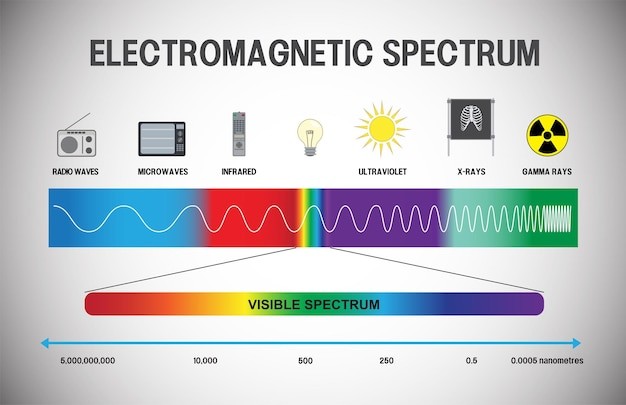 ELECTROMAGNETIC SPECTRUM
RADIO WAVES MICROWAVES INFRARED ULTRAVIOLET X-RAYS GAMMA RAYS
VISIBLE SPECTRUM
5,000,000,000 10,000 500 250 0.5 0.0005 nanometres